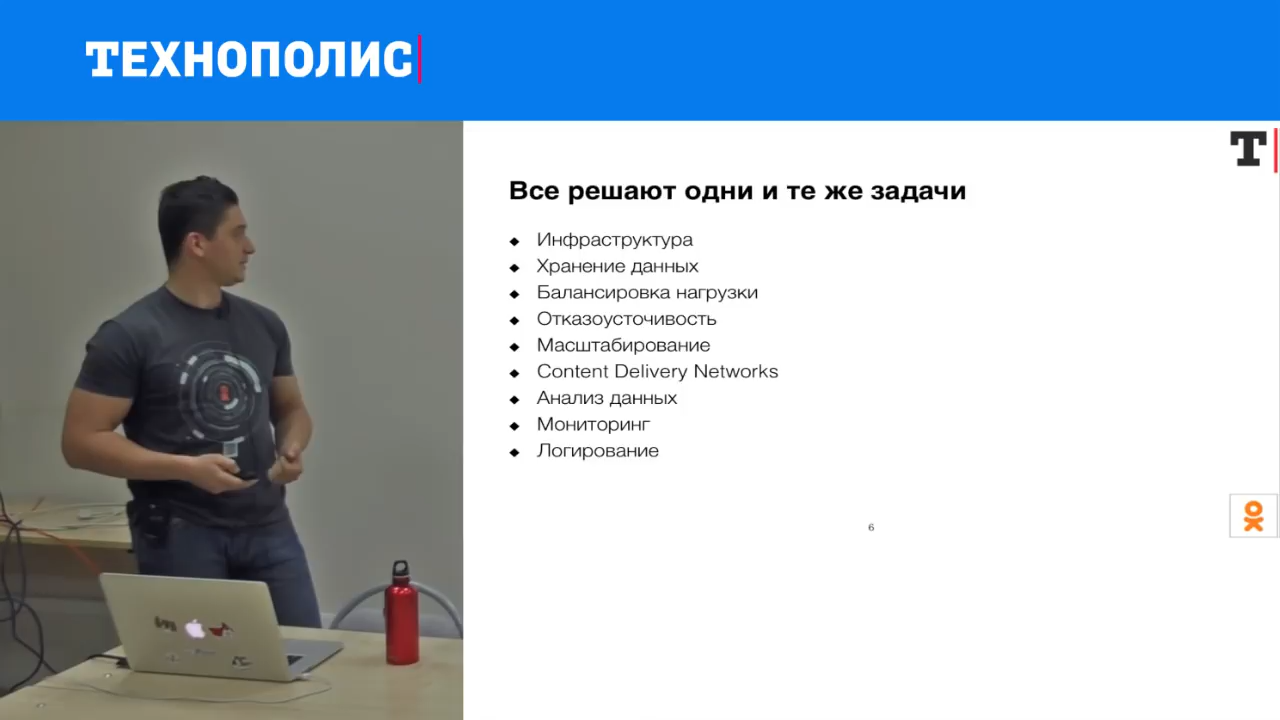 ТЕХНОПОЛИС
Т
Все решают одни и те же задачи
Инфраструктура
Хранение данных
Балансировка нагрузки
Отказоустойчивость
Масштабирование
Content Delivery Networks
Анализ данных
Мониторинг
Логирование
6